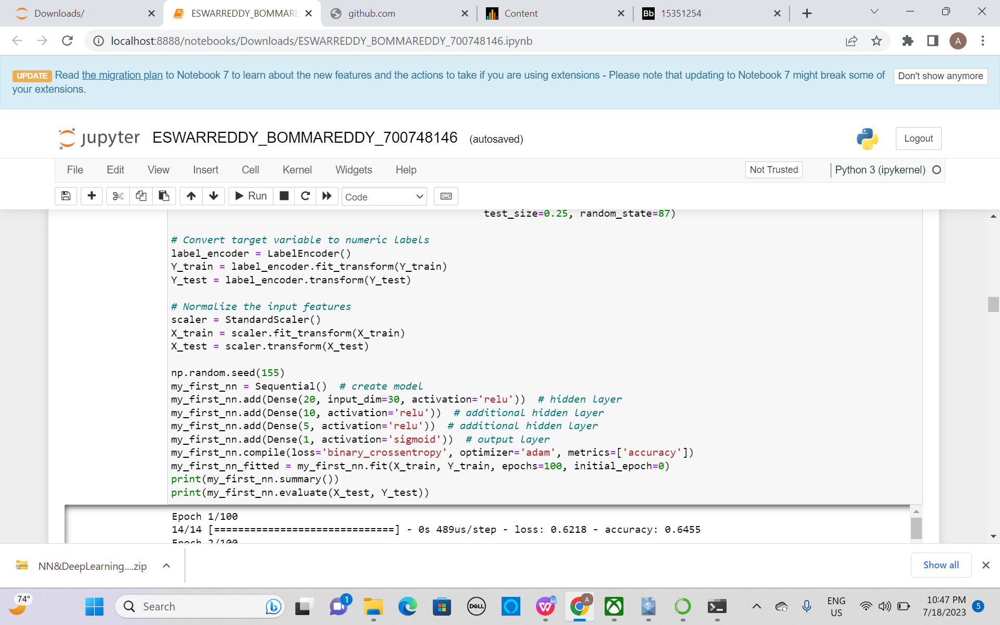 Downloads/
ESWARREDDY_BOMMARE
github.com
Content
Bb 15351254
localhost:8888/notebooks/Downloads/ESWARREDDY_BOMMAREDDY_700748146.ipynb
A
UPDATE Read the migration plan to Notebook 7 to learn about the new features and the actions to take if you are using extensions - Please note that updating to Notebook 7 might break some of
your extensions.
Don't show anymore
jupyter ESWARREDDY_BOMMAREDDY_700748146 (autosaved)
Logout
File Edit View Insert Cell Kernel Widgets Help
Not Trusted
Python 3 (ipykernel)
Run
Code
test_size=0.25, random_state=87)
# Convert target variable to numeric labels
label_encoder = LabelEncoder()
Y_train = label_encoder.fit_transform(Y_train)
Y_test = label_encoder.transform(Y_test)
# Normalize the input features
scaler = StandardScaler()
X_train = scaler.fit_transform(X_train)
X_test = scaler.transform(X_test)
np.random.seed(155)
my_first_nn = Sequential()  # create model
my_first_nn.add(Dense(20, input_dim=30, activation='relu'))  # hidden layer
my_first_nn.add(Dense(10, activation='relu'))  # additional hidden layer
my_first_nn.add(Dense(5, activation='relu'))  # additional hidden layer
my_first_nn.add(Dense(1, activation='sigmoid'))  # output layer
my_first_nn.compile(loss='binary_crossentropy', optimizer='adam', metrics=['accuracy'])
my_first_nn_fitted = my_first_nn.fit(X_train, Y_train, epochs=100, initial_epoch=0)
print(my_first_nn.summary())
print(my_first_nn.evaluate(X_test, Y_test))
Epoch 1/100
14/14 [==============================] - 0s 489us/step - loss: 0.6218 - accuracy: 0.6455
Epoch 2/100
NN&DeepLearning....zip
Show all
74°
Search
1
DELL
A
ENG
US
10:47 PM
7/18/2023
5